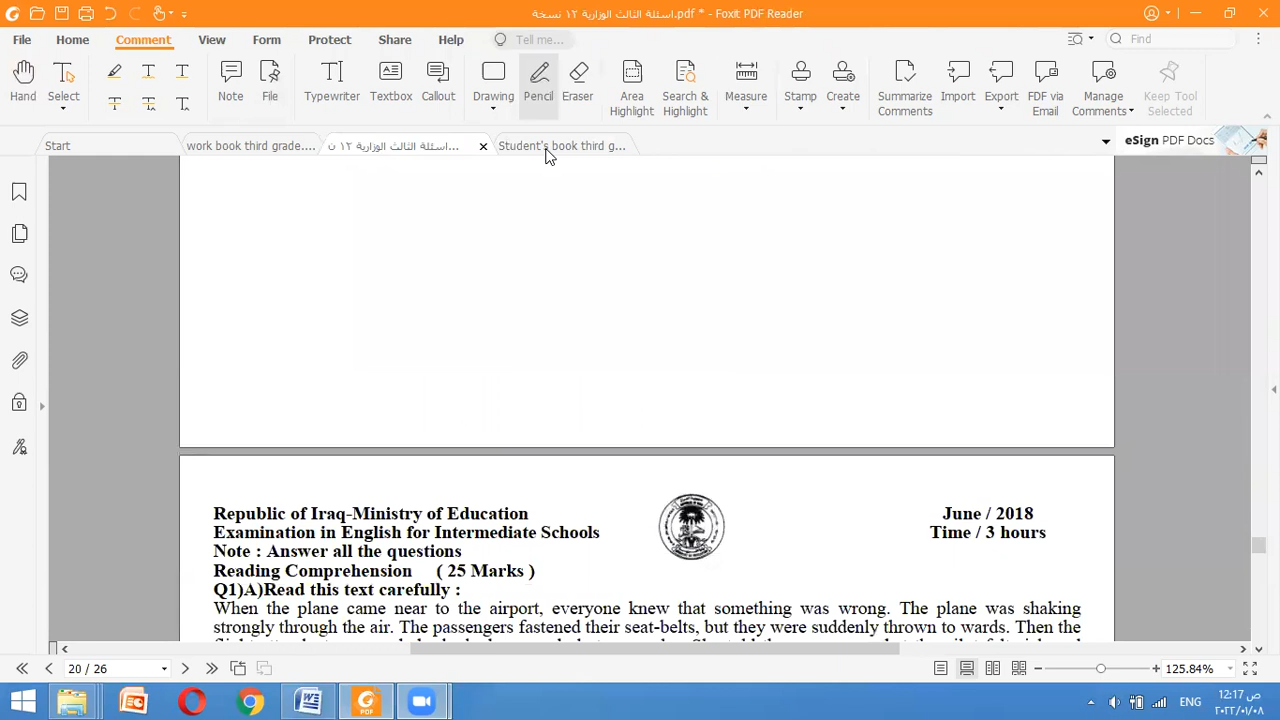 اسئلة الثالث الوزارية ١٢ نسخة.pdf * - Foxit PDF Reader
File Home Comment View Form Protect Share Help Tell me... Find
Hand Select Note File Typewriter Textbox Callout Drawing Pencil Eraser Area Highlight Search & Highlight Measure Stamp Create Summarize Comments Import Export PDF via Email Manage Comments Keep Tool Selected
Start work book third grade.... اسئلة الثالث الوزارية ١٢ ن... Student's book third g... eSign PDF Docs
Republic of Iraq-Ministry of Education June / 2018
Examination in English for Intermediate Schools Time / 3 hours
Note : Answer all the questions
Reading Comprehension ( 25 Marks )
Q1)A)Read this text carefully :
When the plane came near to the airport, everyone knew that something was wrong. The plane was shaking
strongly through the air. The passengers fastened their seat-belts, but they were suddenly thrown to wards. Then the
20 / 26 125.84%
ENG ص 12:17
٢٠٢٢/٠١/٠٨